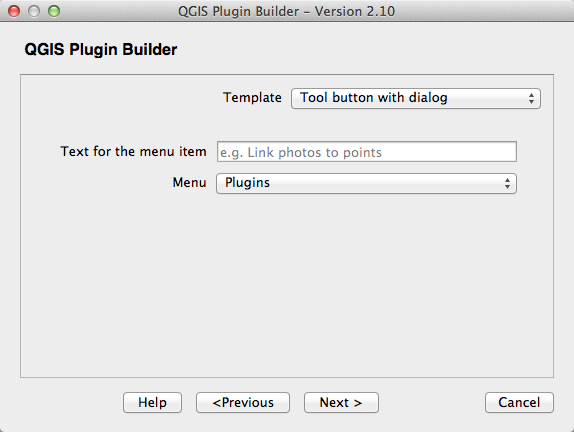 QGIS Plugin Builder - Version 2.10
QGIS Plugin Builder
Template Tool button with dialog
Text for the menu item e.g. Link photos to points
Menu Plugins
Help <Previous Next > Cancel